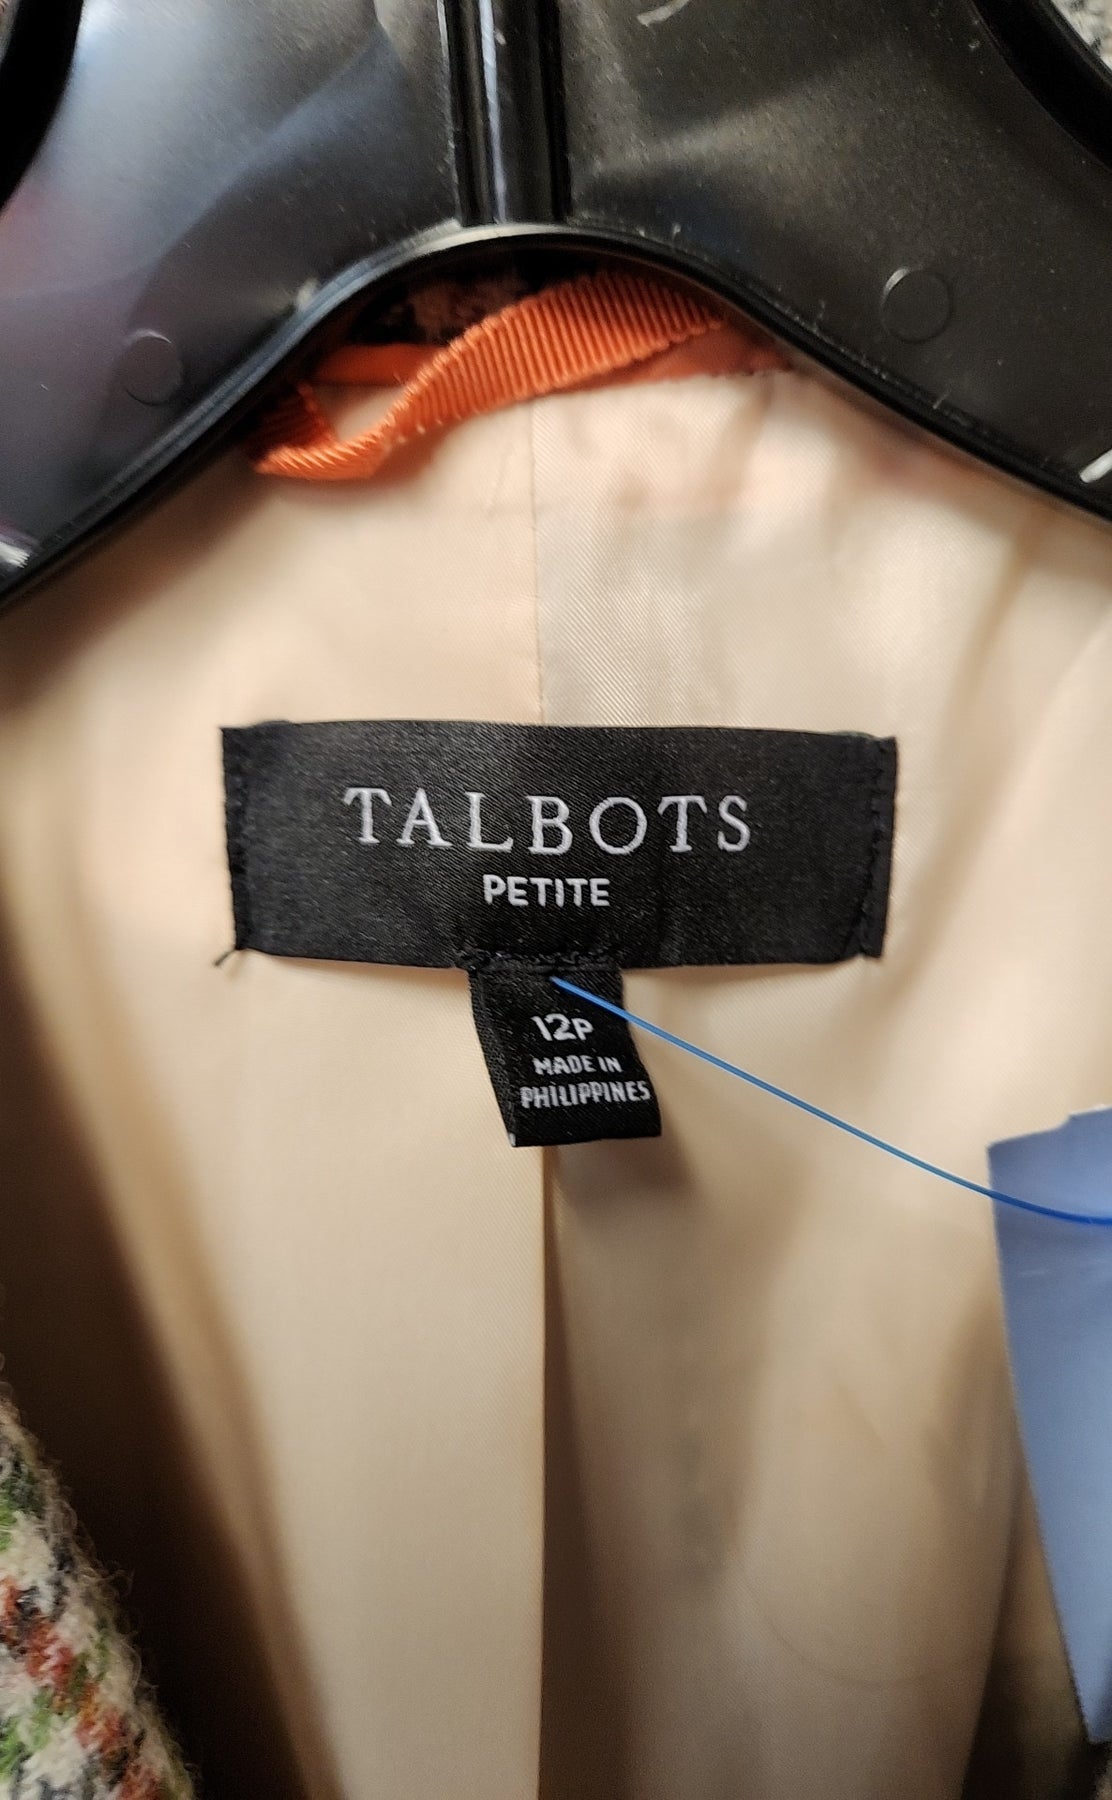 TALBOTS
PETITE
12P
MADE IN
PHILIPPINES